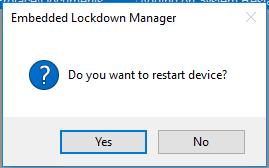 Embedded Lockdown Manager
Do you want to restart device?
Yes
No